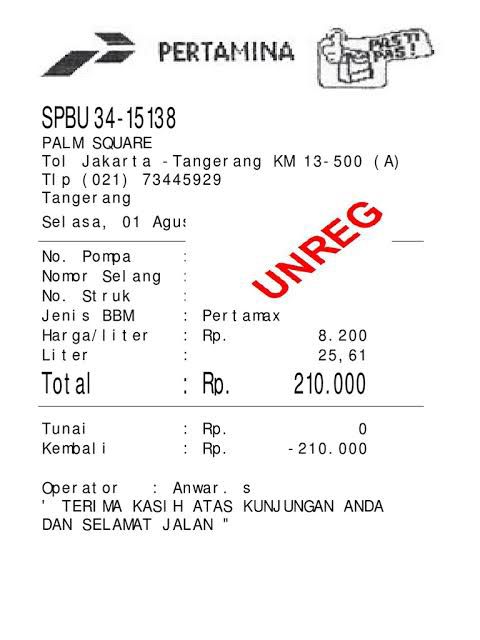 PERTAMINA
PASTI
PAS!
SPBU 34-15138
PALM SQUARE
Tol Jakarta - Tangerang KM 13-500 (A)
Tlp (021) 73445929
Tangerang
Selasa, 01 Agus
UNREG
No. Pompa :
Nomor Selang :
No. Struk :
Jenis BBM : Pertamax
Harga/liter : Rp. 8.200
Liter : 25,61
Total : Rp. 210.000
Tunai : Rp. 0
Kembali : Rp. -210.000
Operator : Anwar. s
' TERIMA KASIH ATAS KUNJUNGAN ANDA
DAN SELAMAT JALAN "